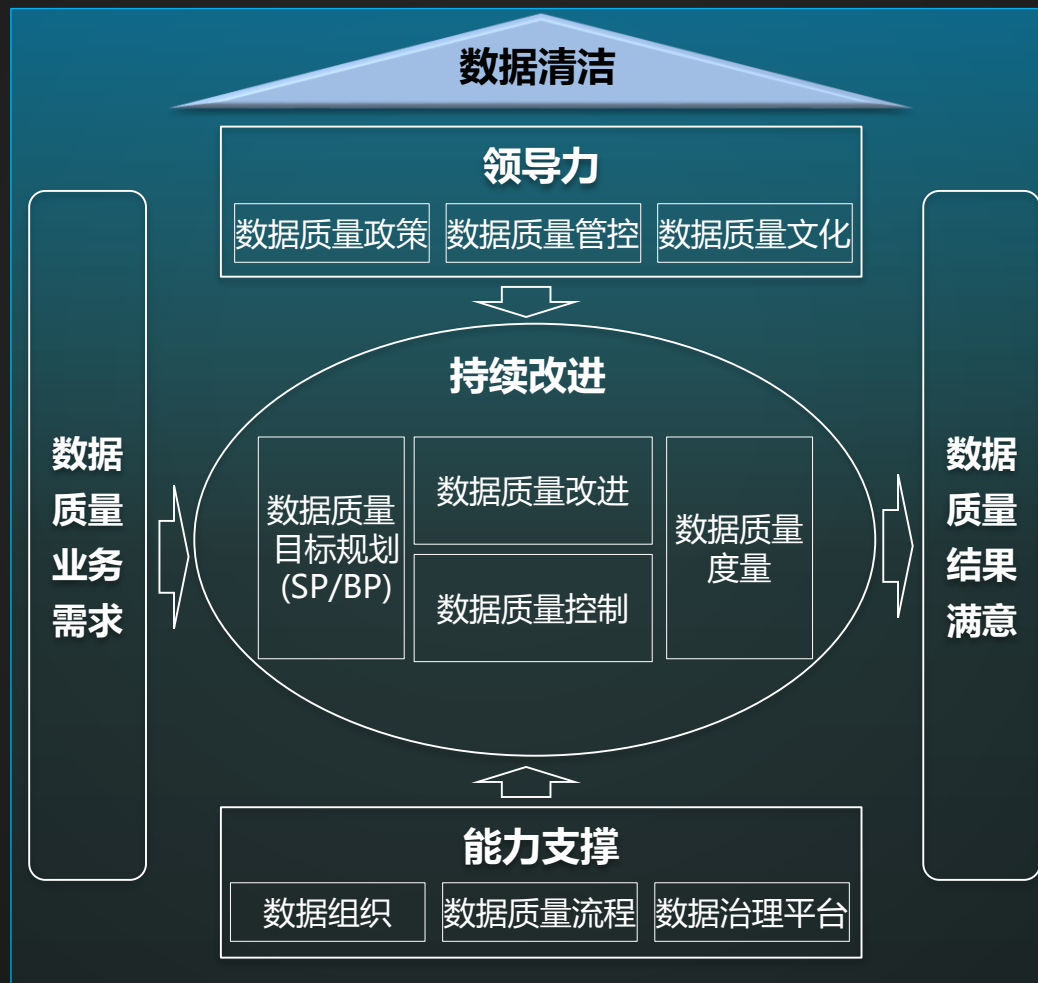 数据清洁
领导力
数据质量政策
数据质量管控
数据质量文化
数据
质量
业务
需求
持续改进
数据质量
目标规划
(SP/BP)
数据质量改进
数据质量控制
数据质量
度量
数据
质量
结果
满意
能力支撑
数据组织
数据质量流程
数据治理平台